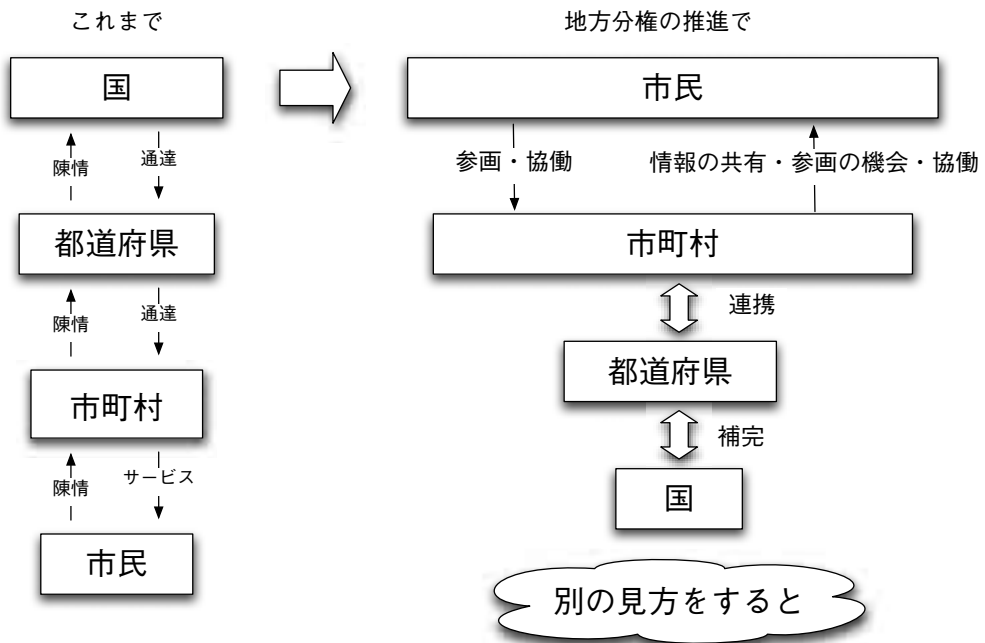 これまで
国
陳情
通達
都道府県
陳情
通達
市町村
陳情
サービス
市民
地方分権の推進で
市民
参画・協働
情報の共有・参画の機会・協働
市町村
連携
都道府県
補完
国
別の見方をすると